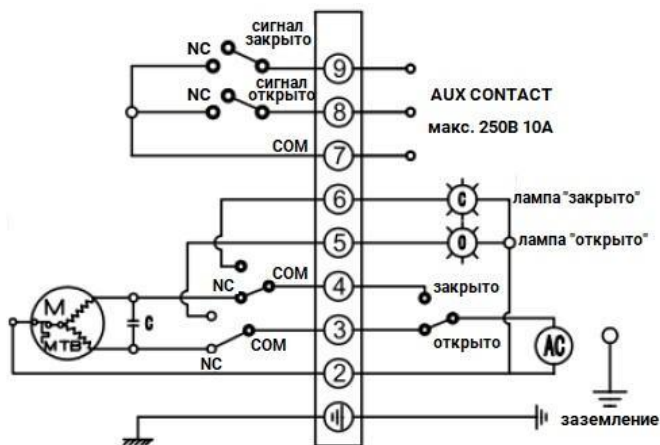 сигнал
закрыто
NC
9
сигнал
открыто
NC
8
AUX CONTACT
макс. 250В 10А
COM
7
6
C
лампа "закрыто"
5
O
лампа "открыто"
COM
4
закрыто
NC
M
C
МТВ
3
COM
открыто
AC
NC
2
заземление